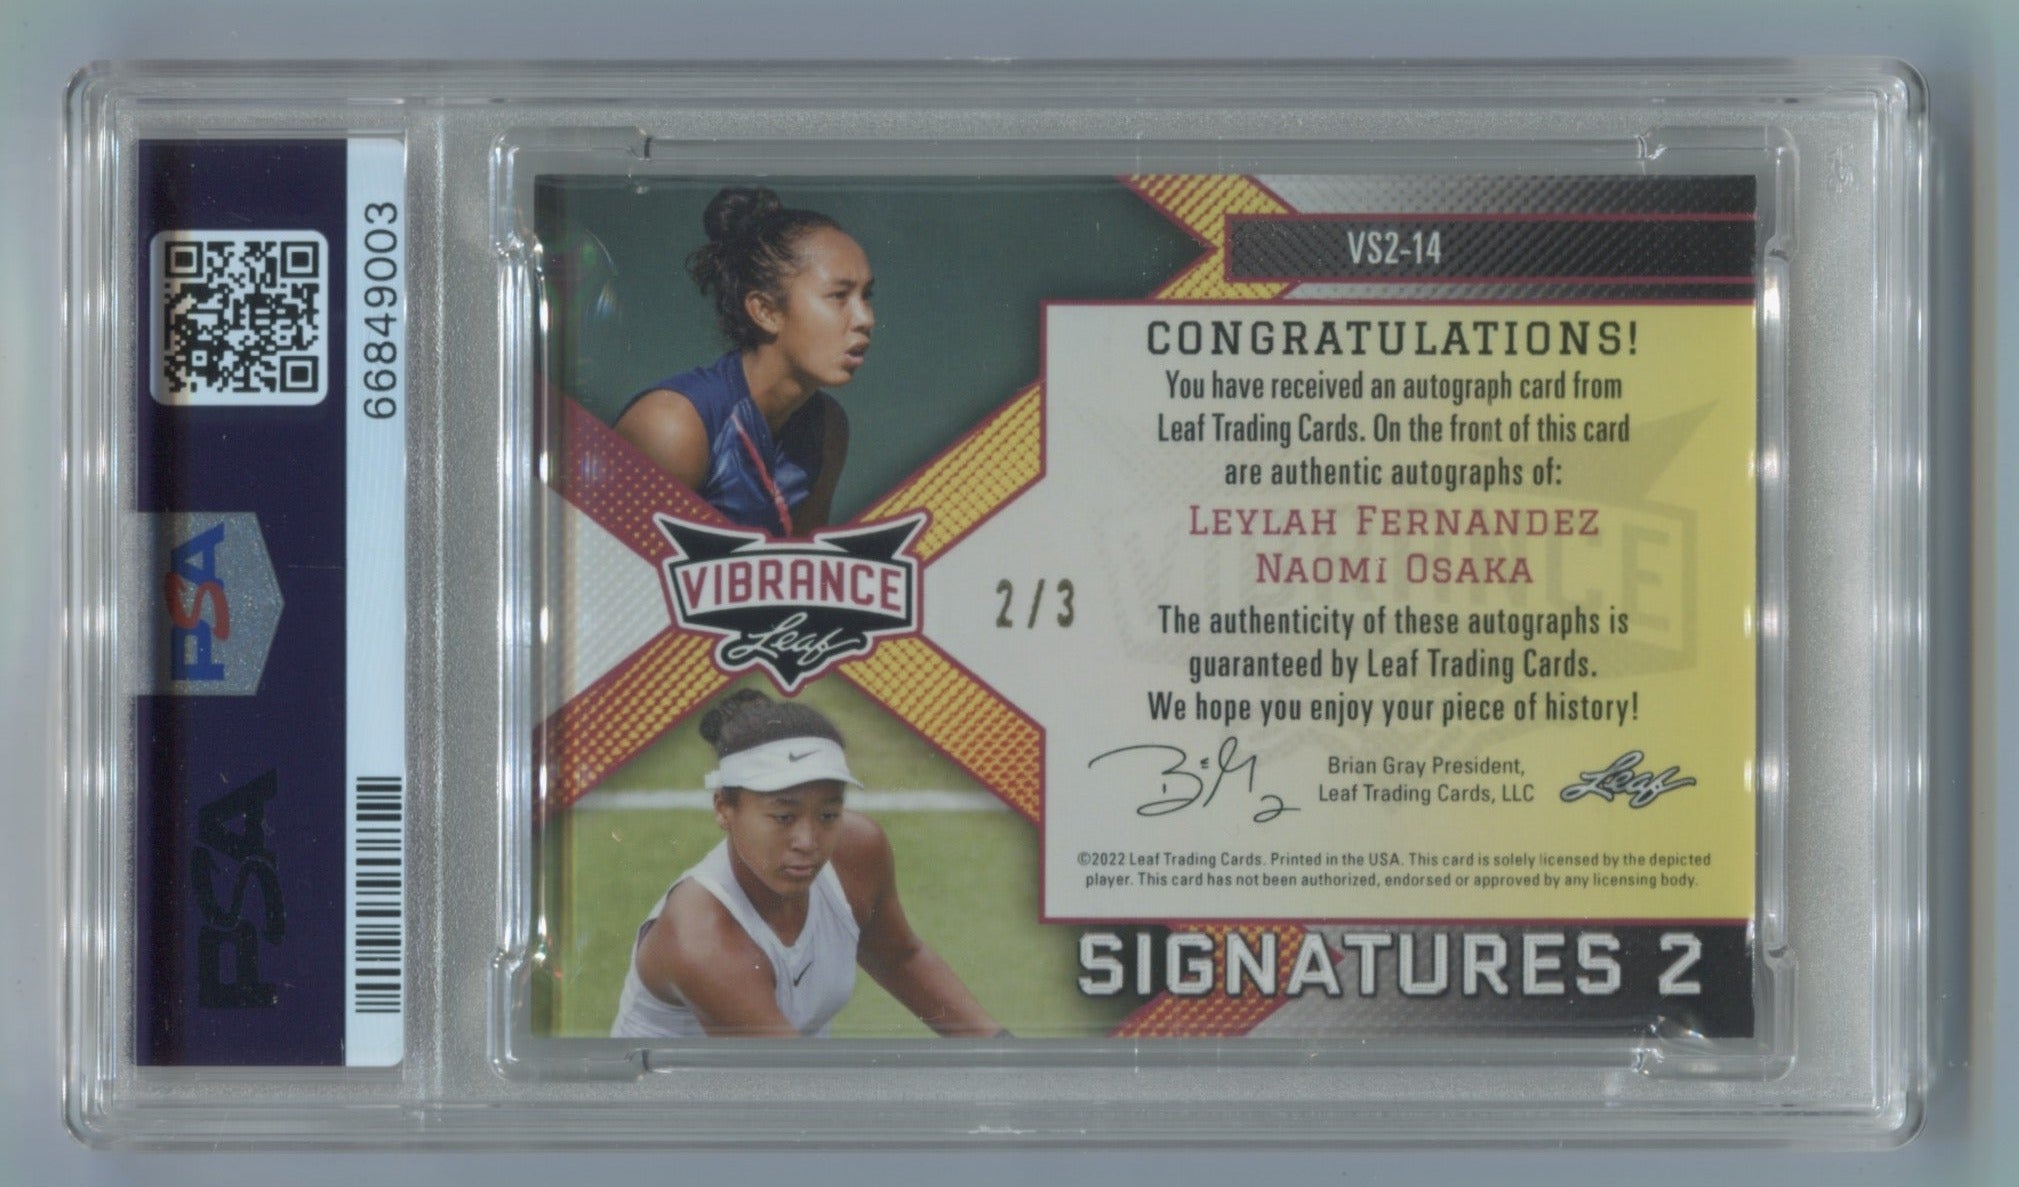 66849003
PSA
PSA
VS2-14
CONGRATULATIONS!
You have received an autograph card from
Leaf Trading Cards. On the front of this card
are authentic autographs of:
LEYLAH FERNANDEZ
NAOMI OSAKA
The authenticity of these autographs is
guaranteed by Leaf Trading Cards.
We hope you enjoy your piece of history!
Brian Gray President,
Leaf Trading Cards, LLC
Leaf
©2022 Leaf Trading Cards. Printed in the USA. This card is solely licensed by the depicted
player. This card has not been authorized, endorsed or approved by any licensing body.
SIGNATURES 2
VIBRANCE
Leaf
2/3